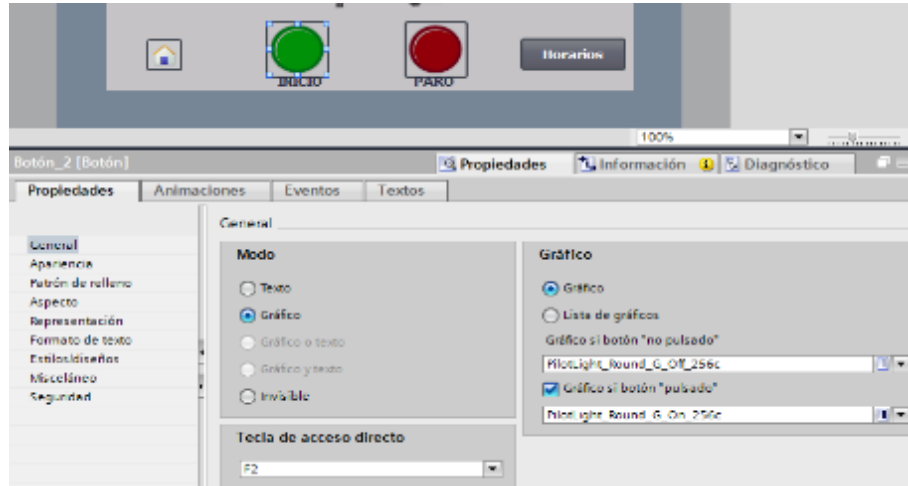 Horarios
INICIO
PARO
100%
Botón_2 [Botón]
Propiedades
Información
Diagnóstico
Propiedades
Animaciones
Eventos
Textos
General
General
Apariencia
Patrón de relleno
Aspecto
Representación
Formato de texto
Estilos/diseños
Misceláneo
Seguridad
Modo
Texto
Gráfico
Gráfico o texto
Gráfico y texto
Invisible
Tecla de acceso directo
F2
Gráfico
Gráfico
Lista de gráficos
Gráfico si botón "no pulsado"
PilotLight_Round_G_Off_256c
Gráfico si botón "pulsado"
PilotLight_Round_G_On_256c